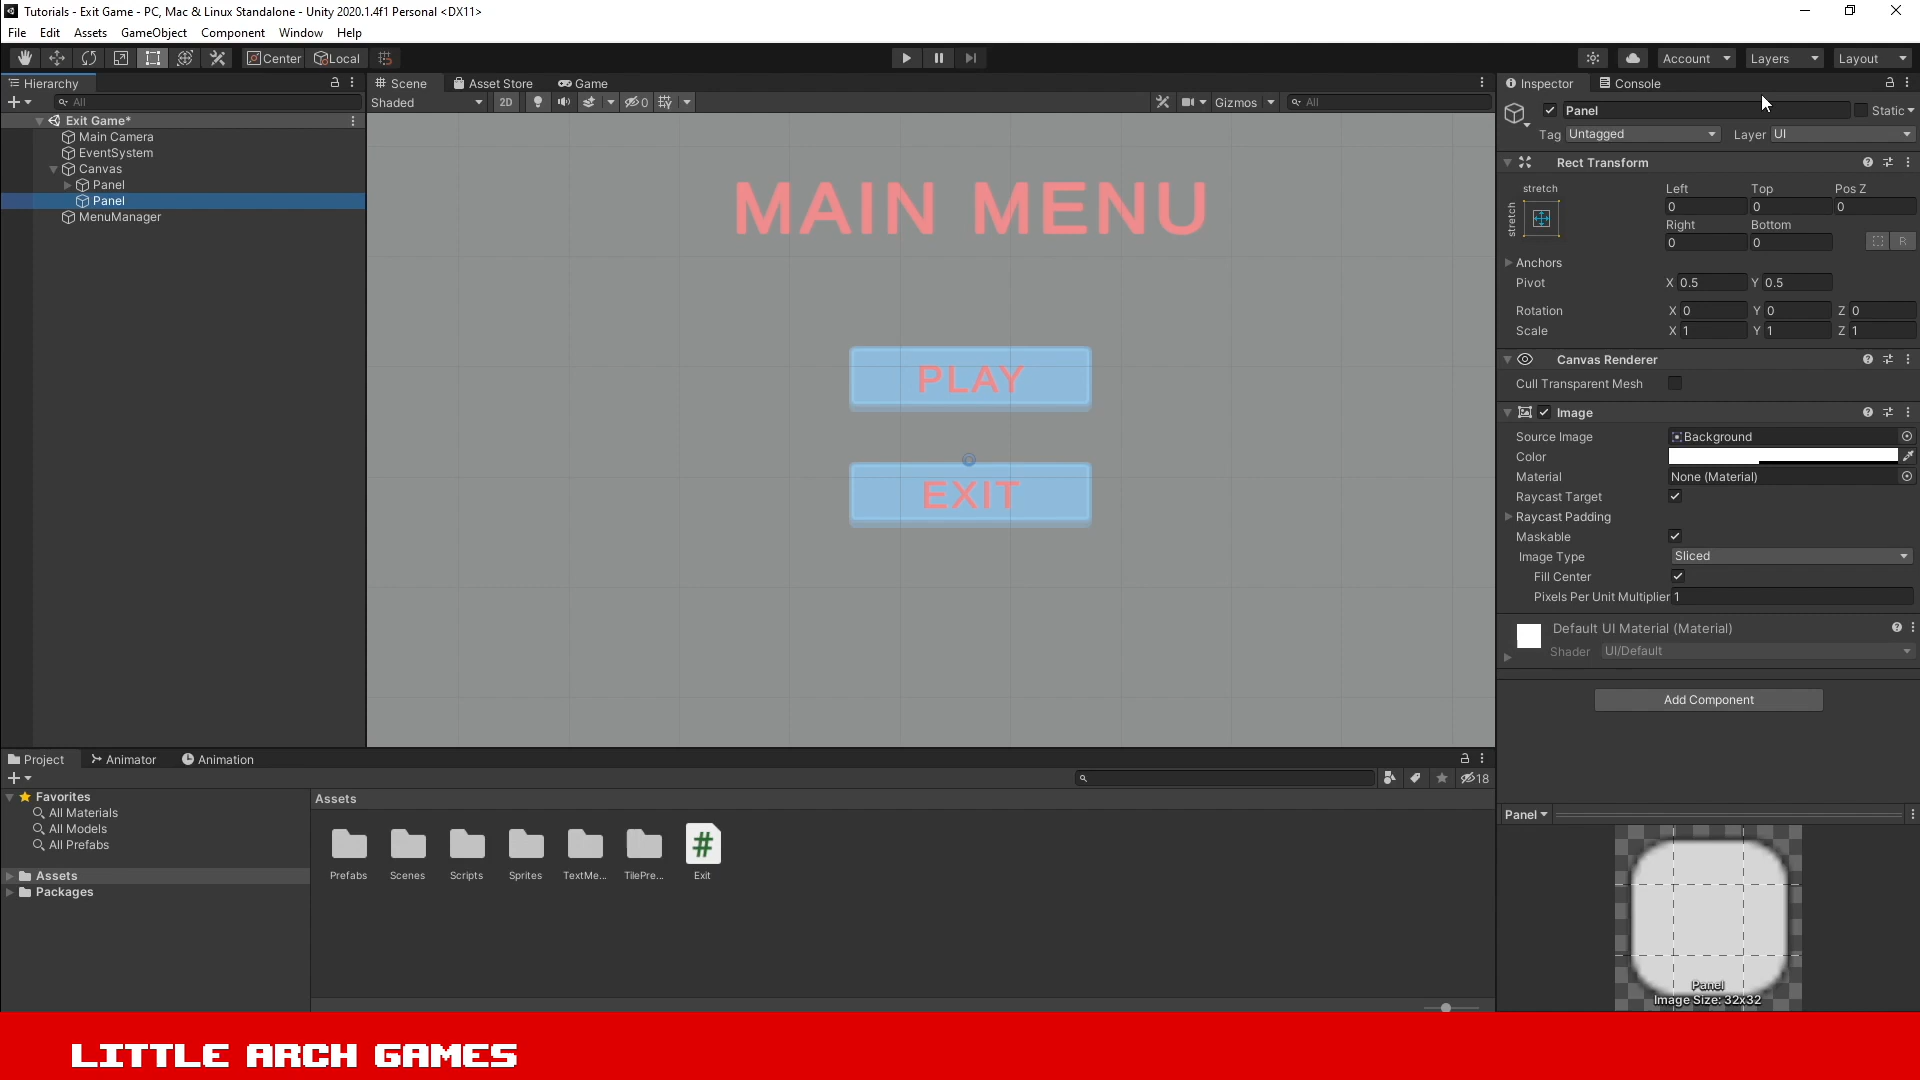 Tutorials - Exit Game - PC, Mac & Linux Standalone - Unity 2020.1.4f1 Personal <DX11>
File Edit Assets GameObject Component Window Help
Center Local Account Layers Layout
Hierarchy
All
Exit Game*
Main Camera
EventSystem
Canvas
Panel
Panel
MenuManager
Scene Asset Store Game
Shaded 2D 0 Gizmos All
MAIN MENU
PLAY
EXIT
Inspector Console
Panel Static
Tag Untagged Layer UI
Rect Transform
stretch
stretch
Left Top Pos Z
0 0 0
Right Bottom
0 0 R
Anchors
Pivot X 0.5 Y 0.5
Rotation X 0 Y 0 Z 0
Scale X 1 Y 1 Z 1
Canvas Renderer
Cull Transparent Mesh
Image
Source Image Background
Color
Material None (Material)
Raycast Target
Raycast Padding
Maskable
Image Type Sliced
Fill Center
Pixels Per Unit Multiplier 1
Default UI Material (Material)
Shader UI/Default
Add Component
Project Animator Animation
18
Favorites
All Materials
All Models
All Prefabs
Assets
Packages
Assets
Prefabs Scenes Scripts Sprites TextMe... TilePre... Exit
#
Panel
Panel
Image Size: 32x32
LITTLE ARCH GAMES